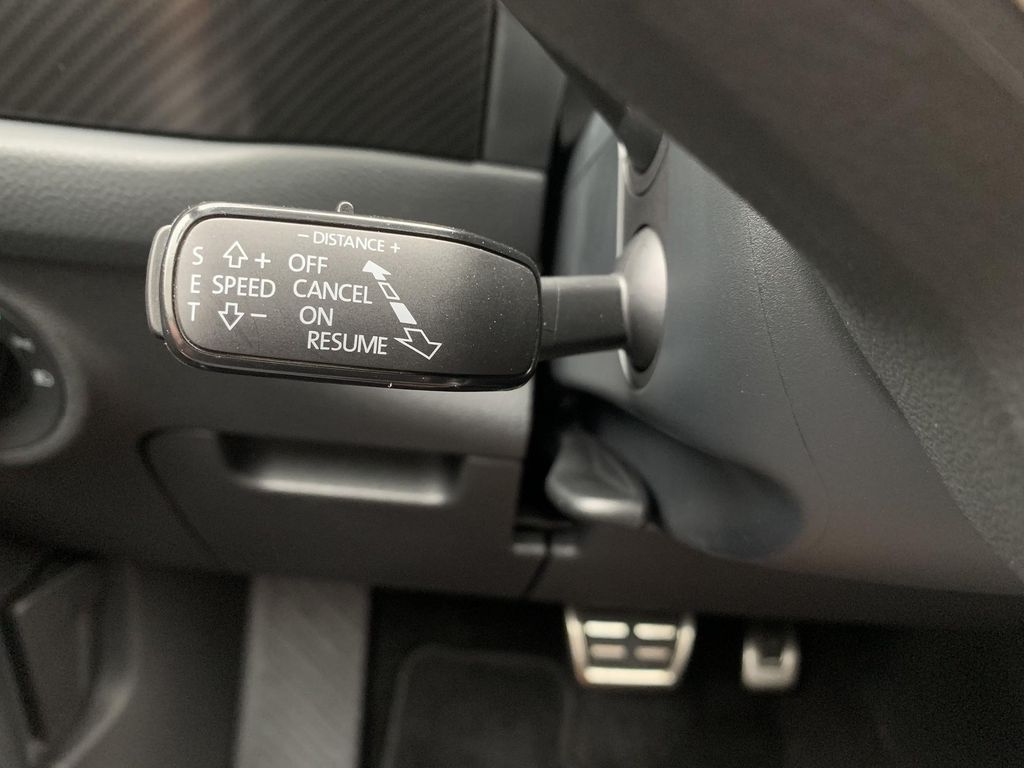 − DISTANCE +
S + OFF
E SPEED CANCEL
T − ON
RESUME